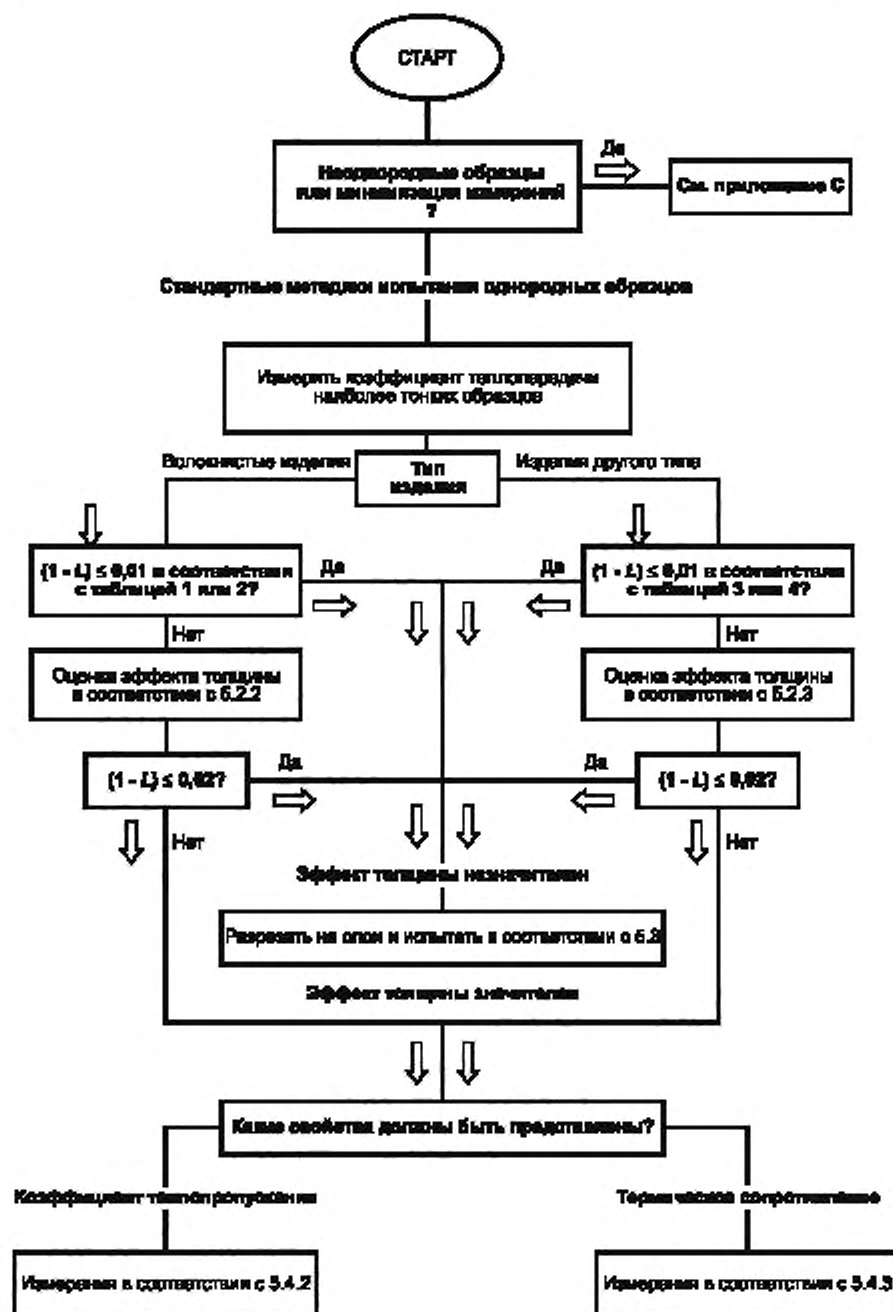 СТАРТ
Неоднородные образцы
или минимизация измерений
?
Да
См. приложение C
Стандартные методики испытания однородных образцов
Измерить коэффициент теплопередачи
наиболее тонких образцов
Волокнистые изделия
Тип
изделия
Изделия другого типа
(1 - L) ≤ 0,01 в соответствии
с таблицей 1 или 2?
Да
Да
(1 - L) ≤ 0,01 в соответствии
с таблицей 3 или 4?
Нет
Нет
Оценка эффекта толщины
в соответствии с 5.2.2
Оценка эффекта толщины
в соответствии с 5.2.3
(1 - L) ≤ 0,02?
Да
Да
(1 - L) ≤ 0,02?
Нет
Нет
Эффект толщины незначителен
Разрезать на слои и испытать в соответствии с 5.3
Эффект толщины значителен
Какие свойства должны быть представлены?
Коэффициент теплопропускания
Термическое сопротивление
Измерения в соответствии с 5.4.2
Измерения в соответствии с 5.4.3